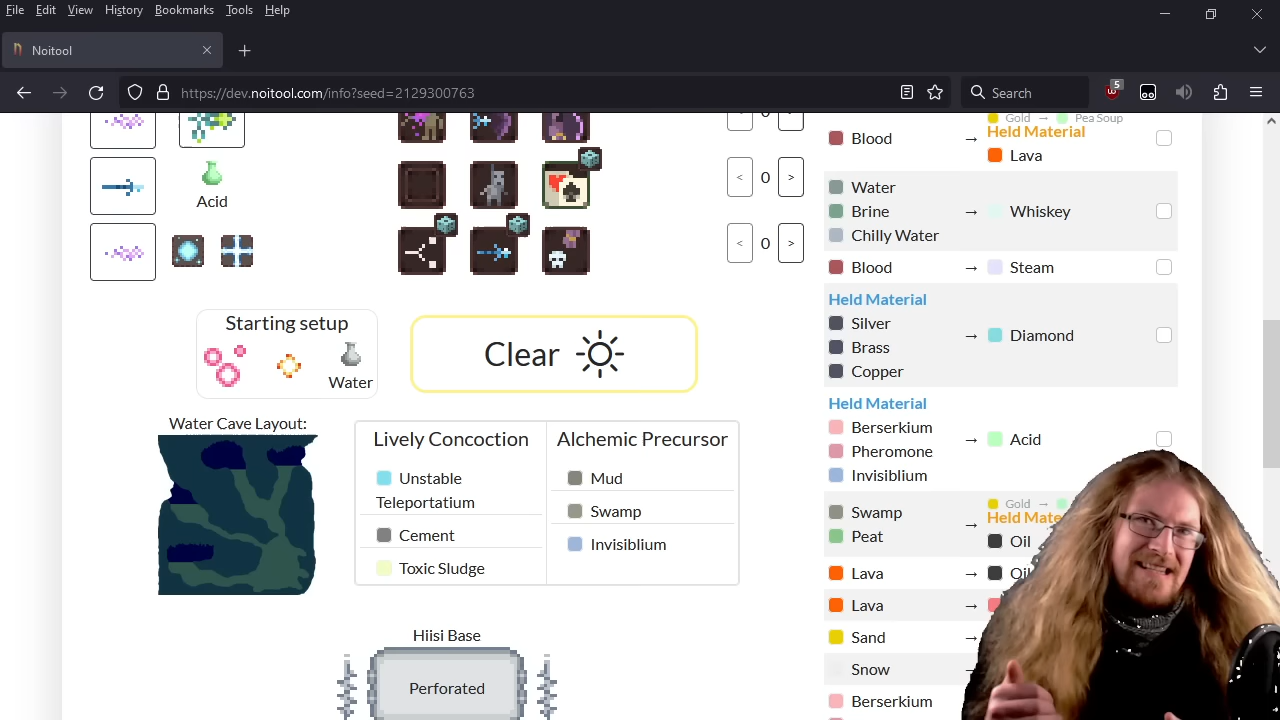 File Edit View History Bookmarks Tools Help
Noitool
https://dev.noitool.com/info?seed=2129300763
Search
5
Acid
< 0 >
< 0 >
Starting setup
Water
Clear
Water Cave Layout:
Lively Concoction
Unstable
Teleportatium
Cement
Toxic Sludge
Alchemic Precursor
Mud
Swamp
Invisiblium
Hiisi Base
Perforated
Gold → Pea Soup
Held Material
Blood → Lava
Water
Brine → Whiskey
Chilly Water
Blood → Steam
Held Material
Silver
Brass → Diamond
Copper
Held Material
Berserkium
Pheromone → Acid
Invisiblium
Gold →
Held Mate
Swamp → Oil
Peat
Lava → Oil
Lava →
Sand →
Snow →
Berserkium